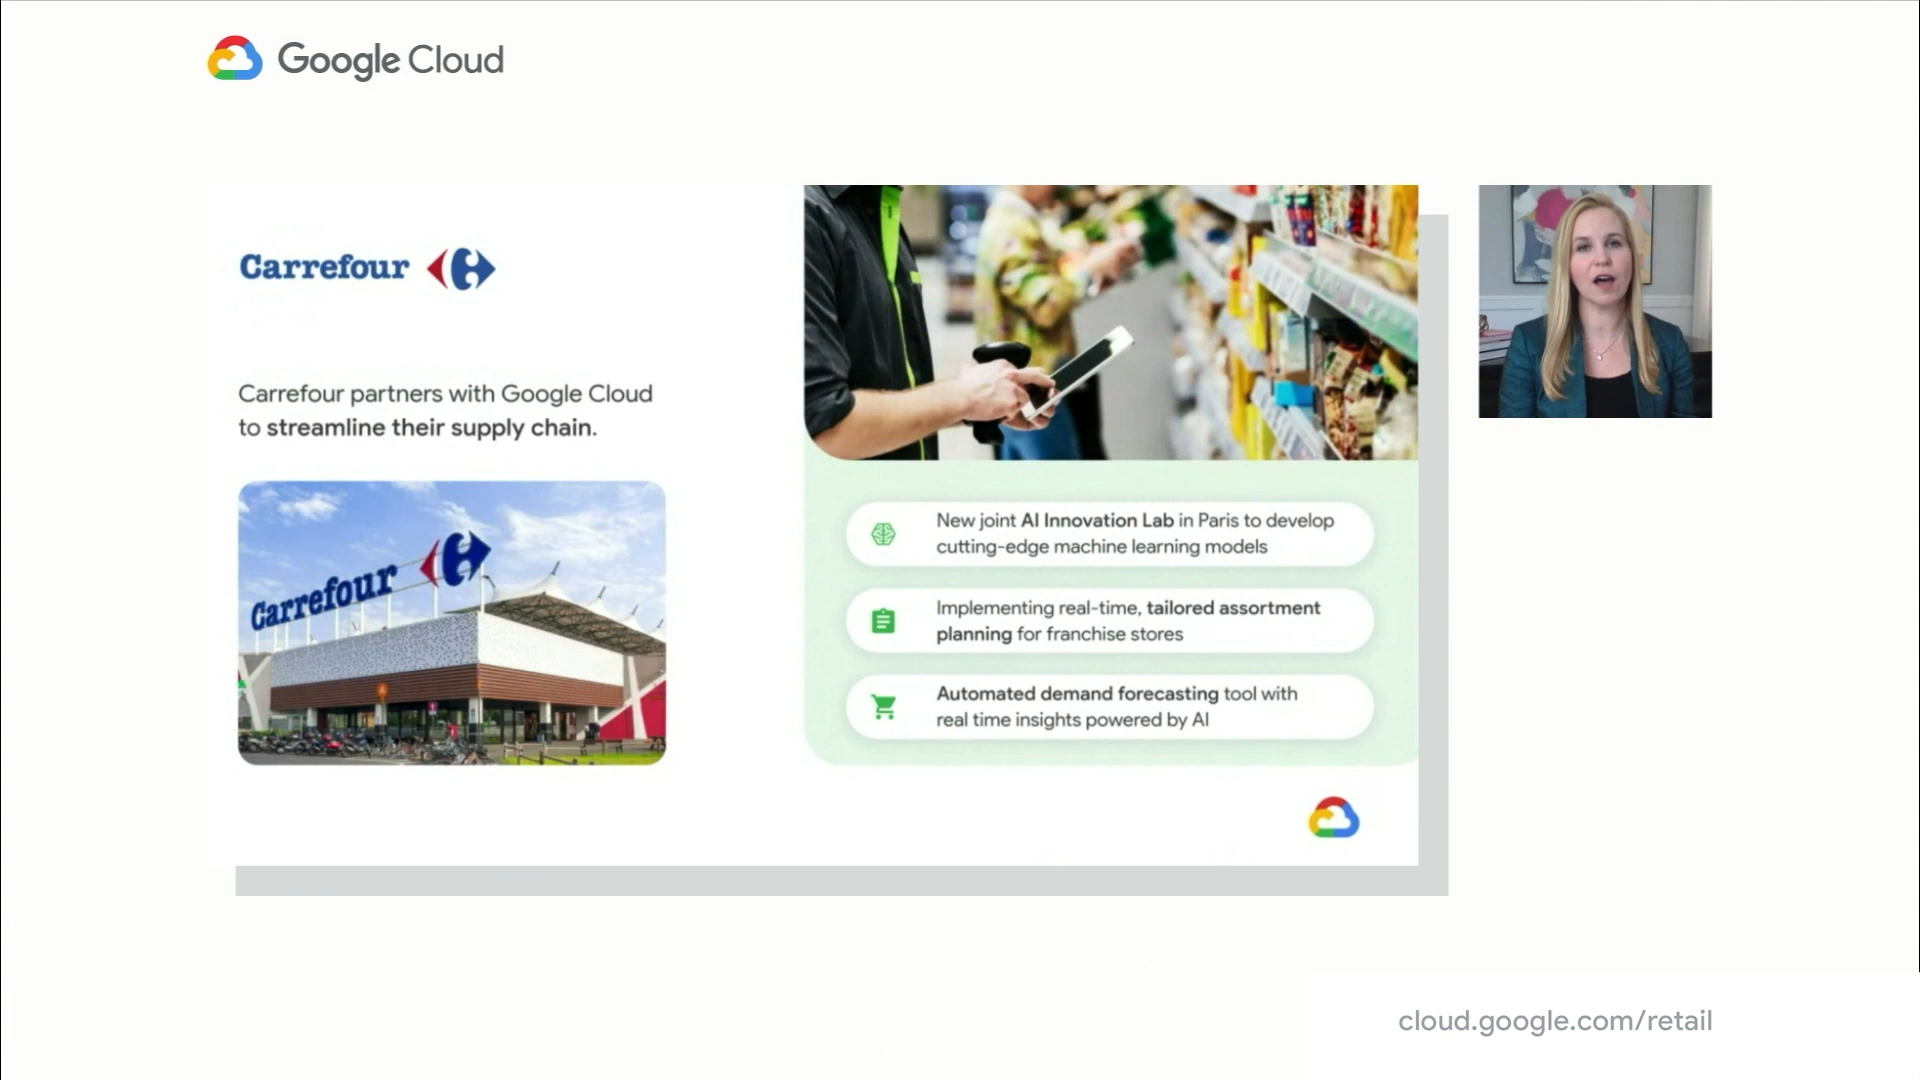 Google Cloud
Carrefour
Carrefour partners with Google Cloud
to streamline their supply chain.
Carrefour
New joint AI Innovation Lab in Paris to develop
cutting-edge machine learning models
Implementing real-time, tailored assortment
planning for franchise stores
Automated demand forecasting tool with
real time insights powered by AI
cloud.google.com/retail